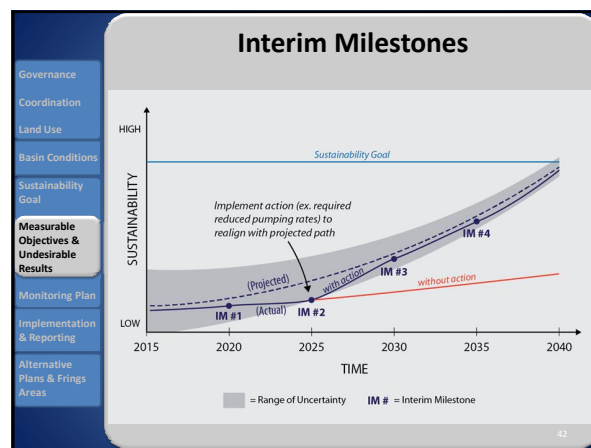 Interim Milestones
Governance
Coordination
Land Use
Basin Conditions
Sustainability
Goal
Measurable
Objectives &
Undesirable
Results
Monitoring Plan
Implementation
& Reporting
Alternative
Plans & Frings
Areas
HIGH
SUSTAINABILITY
LOW
Sustainability Goal
Implement action (ex. required
reduced pumping rates) to
realign with projected path
(Projected)
(Actual)
with action
without action
IM #1
IM #2
IM #3
IM #4
2015
2020
2025
2030
2035
2040
TIME
= Range of Uncertainty
IM # = Interim Milestone
42